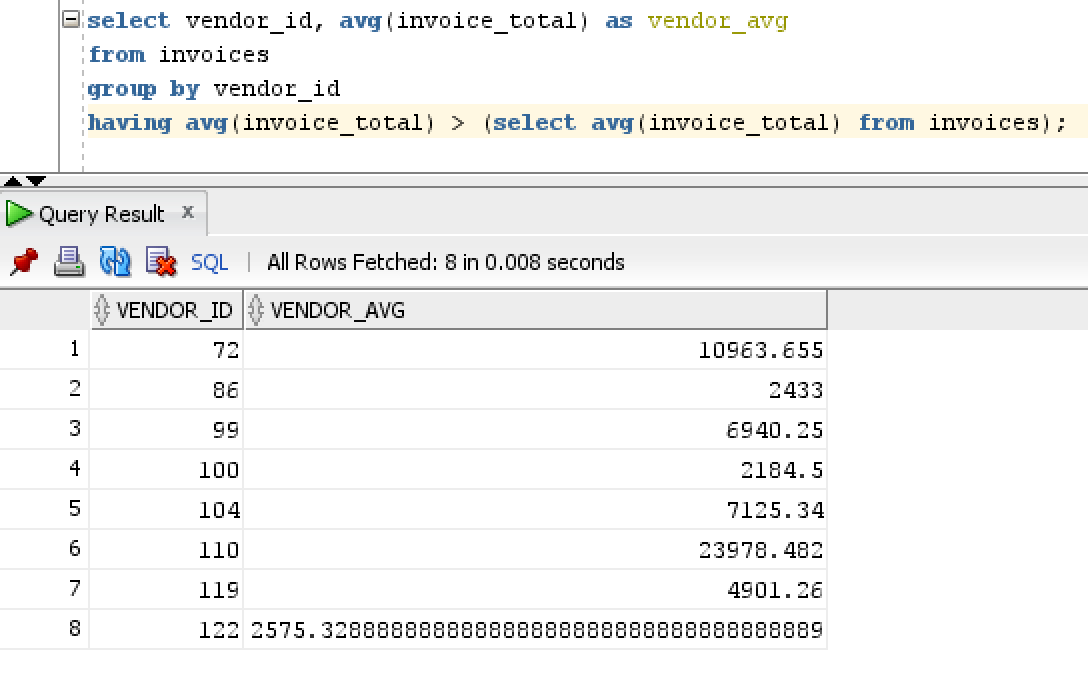 select vendor_id, avg(invoice_total) as vendor_avg
from invoices
group by vendor_id
having avg(invoice_total) > (select avg(invoice_total) from invoices);
Query Result x
SQL | All Rows Fetched: 8 in 0.008 seconds
VENDOR_ID VENDOR_AVG
1 72 10963.655
2 86 2433
3 99 6940.25
4 100 2184.5
5 104 7125.34
6 110 23978.482
7 119 4901.26
8 122 2575.328888888888888888888888888888888889